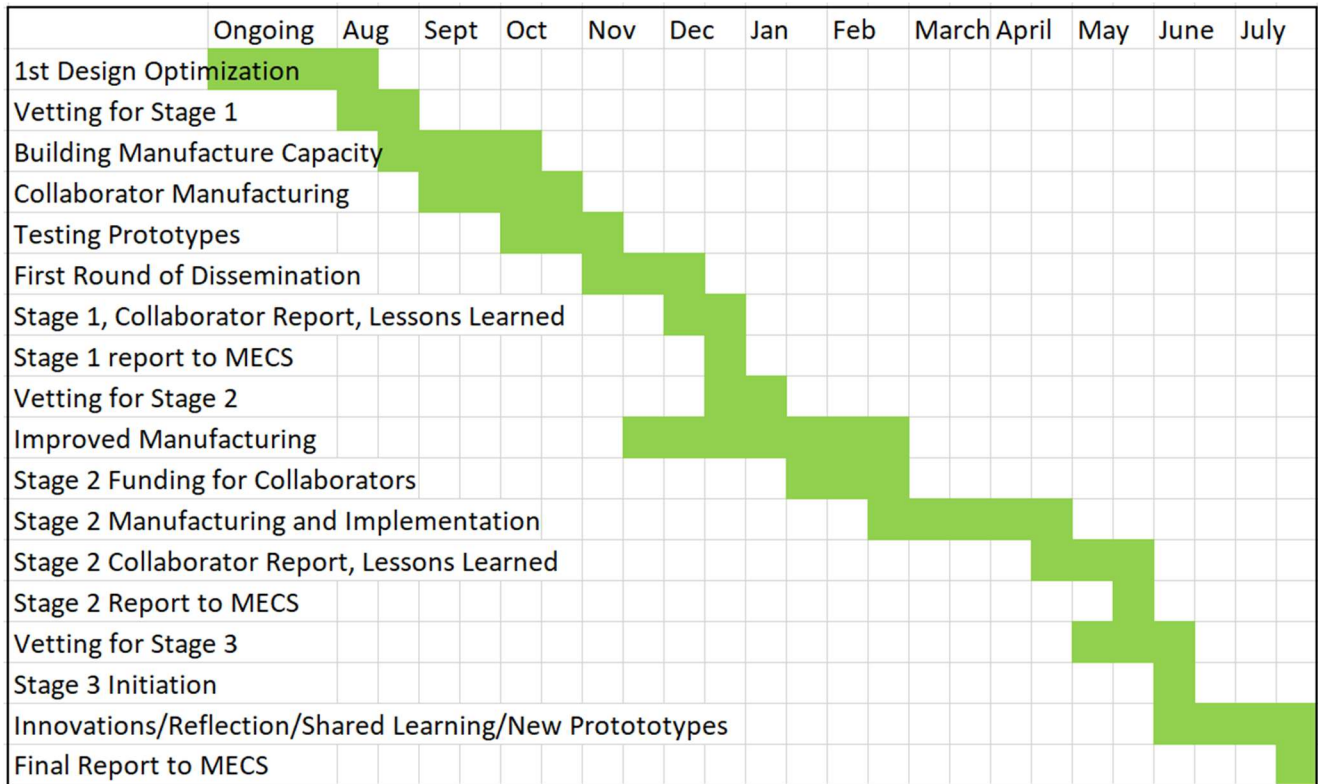 Ongoing Aug Sept Oct Nov Dec Jan Feb March April May June July
1st Design Optimization
Vetting for Stage 1
Building Manufacture Capacity
Collaborator Manufacturing
Testing Prototypes
First Round of Dissemination
Stage 1, Collaborator Report, Lessons Learned
Stage 1 report to MECS
Vetting for Stage 2
Improved Manufacturing
Stage 2 Funding for Collaborators
Stage 2 Manufacturing and Implementation
Stage 2 Collaborator Report, Lessons Learned
Stage 2 Report to MECS
Vetting for Stage 3
Stage 3 Initiation
Innovations/Reflection/Shared Learning/New Protototypes
Final Report to MECS